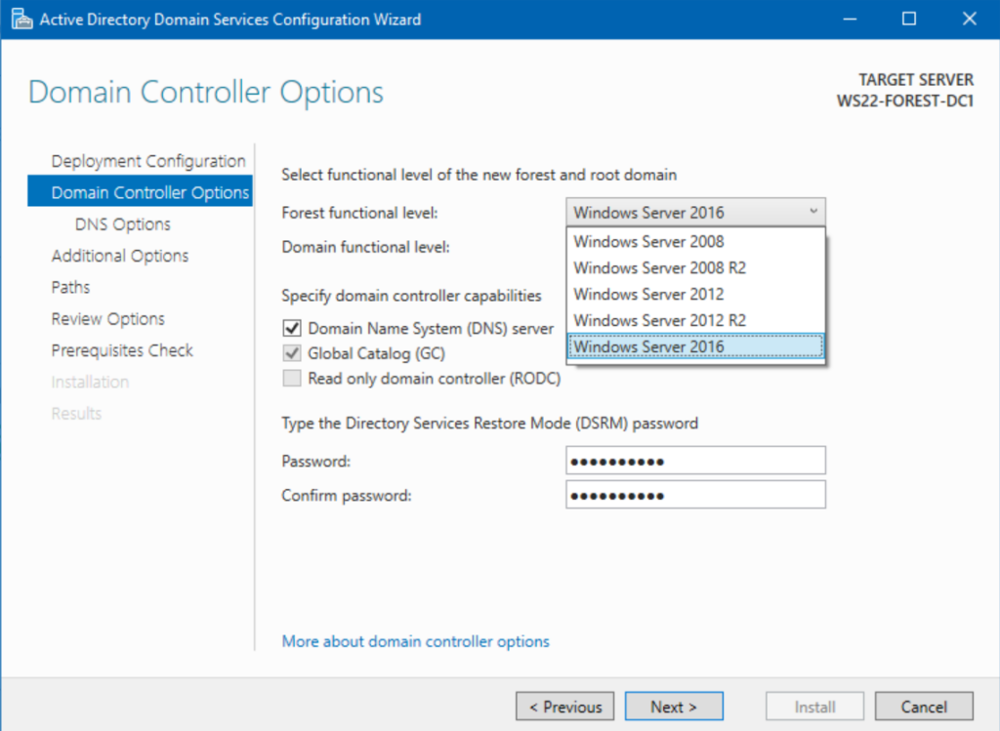 Active Directory Domain Services Configuration Wizard
Domain Controller Options
TARGET SERVER
WS22-FOREST-DC1
Deployment Configuration
Domain Controller Options
DNS Options
Additional Options
Paths
Review Options
Prerequisites Check
Installation
Results
Select functional level of the new forest and root domain
Forest functional level:
Windows Server 2016
Windows Server 2008
Windows Server 2008 R2
Windows Server 2012
Windows Server 2012 R2
Windows Server 2016
Domain functional level:
Specify domain controller capabilities
Domain Name System (DNS) server
Global Catalog (GC)
Read only domain controller (RODC)
Type the Directory Services Restore Mode (DSRM) password
Password:
●●●●●●●●●●
Confirm password:
●●●●●●●●●●
More about domain controller options
< Previous
Next >
Install
Cancel